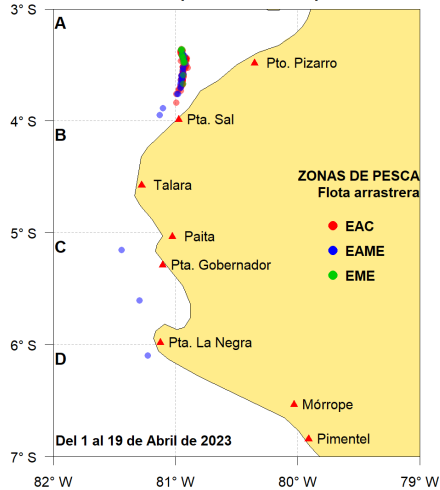 3° S
A
Pto. Pizarro
4° S
Pta. Sal
B
ZONAS DE PESCA
Talara
Flota arrastrera
EAC
5° S
Paita
C
EAME
Pta. Gobernador
EME
6° S
Pta. La Negra
D
Mórrope
Del 1 al 19 de Abril de 2023
Pimentel
7° S
82° W
81° W
80° W
79° W